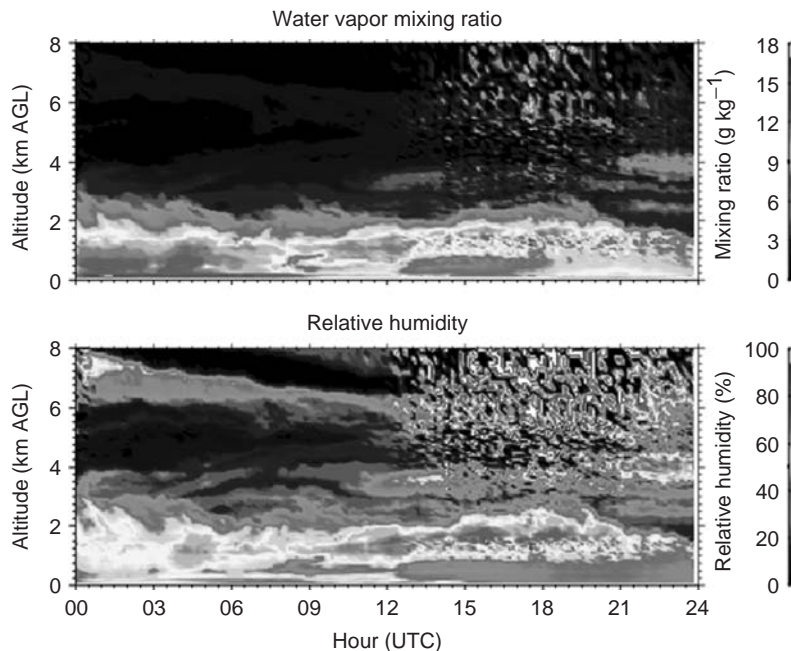 Water vapor mixing ratio
8
6
4
2
0
Altitude (km AGL)
18
15
12
9
6
3
0
Mixing ratio (g kg⁻¹)
Relative humidity
8
6
4
2
0
Altitude (km AGL)
100
80
60
40
20
0
Relative humidity (%)
00 03 06 09 12 15 18 21 24
Hour (UTC)